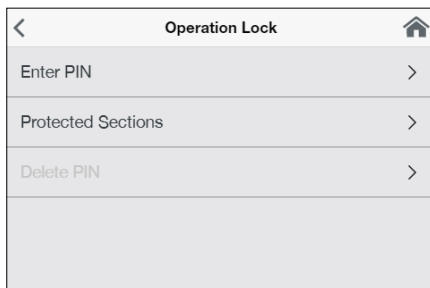 Operation Lock
Enter PIN
Protected Sections
Delete PIN